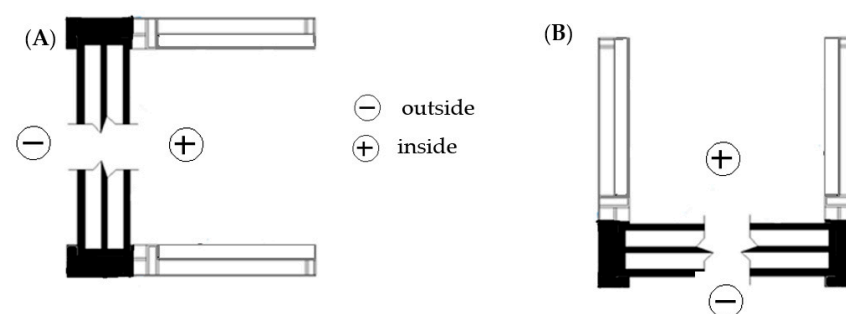 (A)
(B)
− outside
+ inside
−
+
+
−